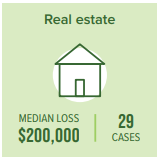 Real estate
MEDIAN LOSS
$200,000
29
CASES